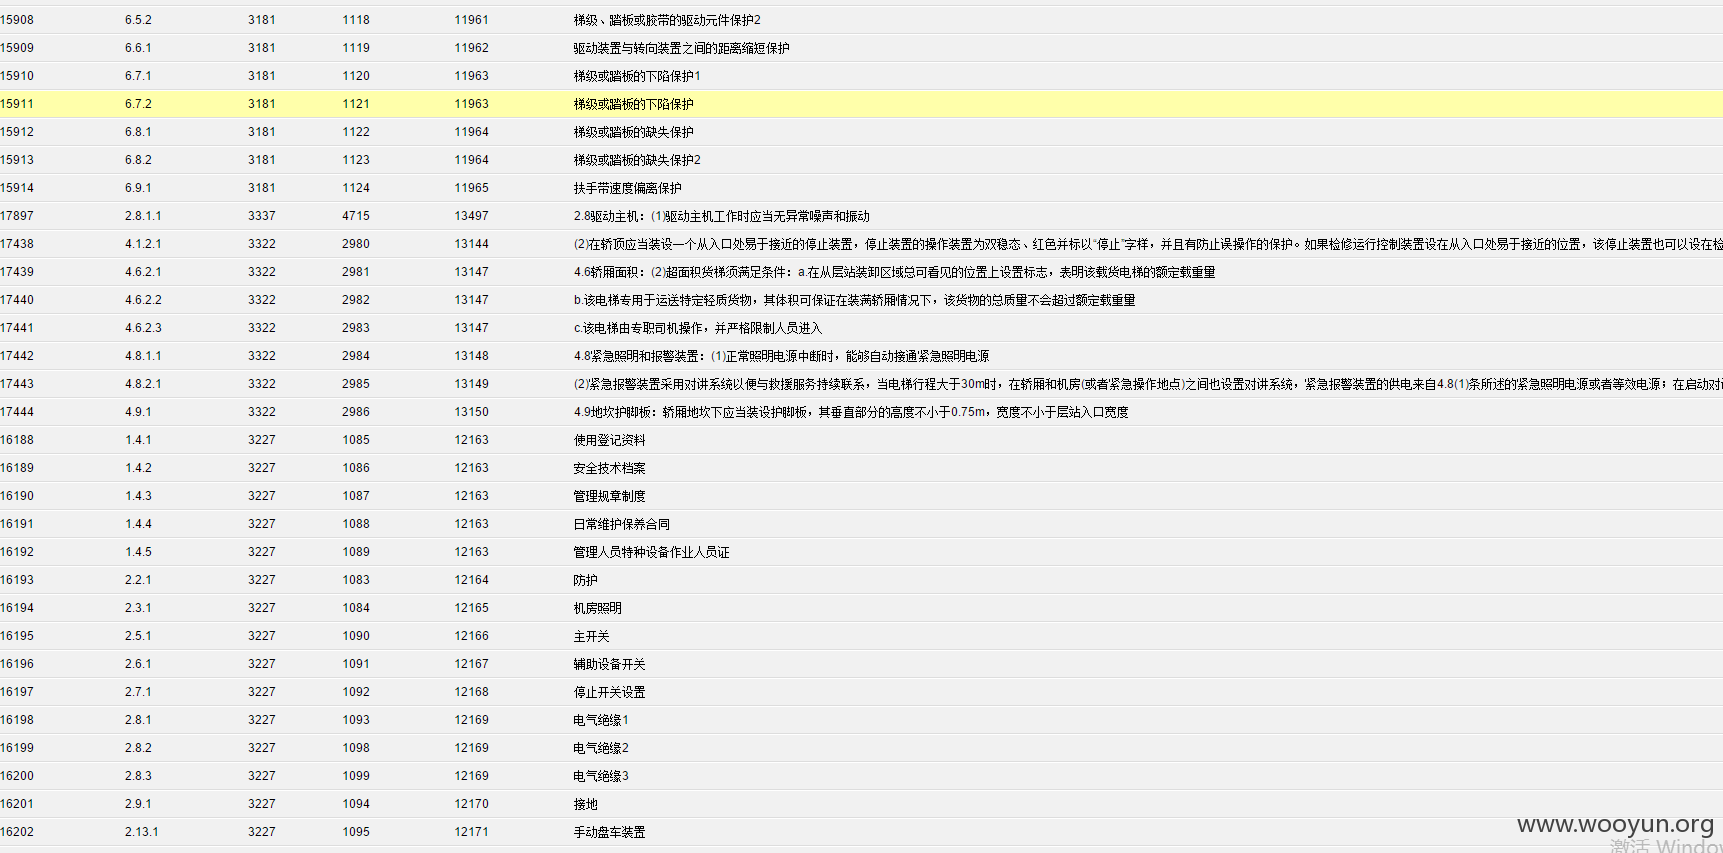 15908 6.5.2 3181 1118 11961 梯级、踏板或胶带的驱动元件保护2
15909 6.6.1 3181 1119 11962 驱动装置与转向装置之间的距离缩短保护
15910 6.7.1 3181 1120 11963 梯级或踏板的下陷保护1
15911 6.7.2 3181 1121 11963 梯级或踏板的下陷保护
15912 6.8.1 3181 1122 11964 梯级或踏板的缺失保护
15913 6.8.2 3181 1123 11964 梯级或踏板的缺失保护2
15914 6.9.1 3181 1124 11965 扶手带速度偏离保护
17897 2.8.1.1 3337 4715 13497 2.8驱动主机：(1)驱动主机工作时应当无异常噪声和振动
17438 4.1.2.1 3322 2980 13144 (2)在轿顶应当装设一个从入口处易于接近的停止装置，停止装置的操作装置为双稳态、红色并标以“停止”字样，并且有防止误操作的保护。如果检修运行控制装置设在从入口处易于接近的位置，该停止装置也可以设在检
17439 4.6.2.1 3322 2981 13147 4.6轿厢面积：(2)超面积货梯须满足条件：a.在从层站装卸区域总可看见的位置上设置标志，表明该载货电梯的额定载重量
17440 4.6.2.2 3322 2982 13147 b.该电梯专用于运送特定轻质货物，其体积可保证在装满轿厢情况下，该货物的总质量不会超过额定载重量
17441 4.6.2.3 3322 2983 13147 c.该电梯由专职司机操作，并严格限制人员进入
17442 4.8.1.1 3322 2984 13148 4.8紧急照明和报警装置：(1)正常照明电源中断时，能够自动接通紧急照明电源
17443 4.8.2.1 3322 2985 13149 (2)紧急报警装置采用对讲系统以便与救援服务持续联系，当电梯行程大于30m时，在轿厢和机房(或者紧急操作地点)之间也设置对讲系统，紧急报警装置的供电来自4.8(1)条所述的紧急照明电源或者等效电源；在启动对
17444 4.9.1 3322 2986 13150 4.9地坎护脚板：轿厢地坎下应当装设护脚板，其垂直部分的高度不小于0.75m，宽度不小于层站入口宽度
16188 1.4.1 3227 1085 12163 使用登记资料
16189 1.4.2 3227 1086 12163 安全技术档案
16190 1.4.3 3227 1087 12163 管理规章制度
16191 1.4.4 3227 1088 12163 日常维护保养合同
16192 1.4.5 3227 1089 12163 管理人员特种设备作业人员证
16193 2.2.1 3227 1083 12164 防护
16194 2.3.1 3227 1084 12165 机房照明
16195 2.5.1 3227 1090 12166 主开关
16196 2.6.1 3227 1091 12167 辅助设备开关
16197 2.7.1 3227 1092 12168 停止开关设置
16198 2.8.1 3227 1093 12169 电气绝缘1
16199 2.8.2 3227 1098 12169 电气绝缘2
16200 2.8.3 3227 1099 12169 电气绝缘3
16201 2.9.1 3227 1094 12170 接地
16202 2.13.1 3227 1095 12171 手动盘车装置
www.wooyun.org
激活 Window